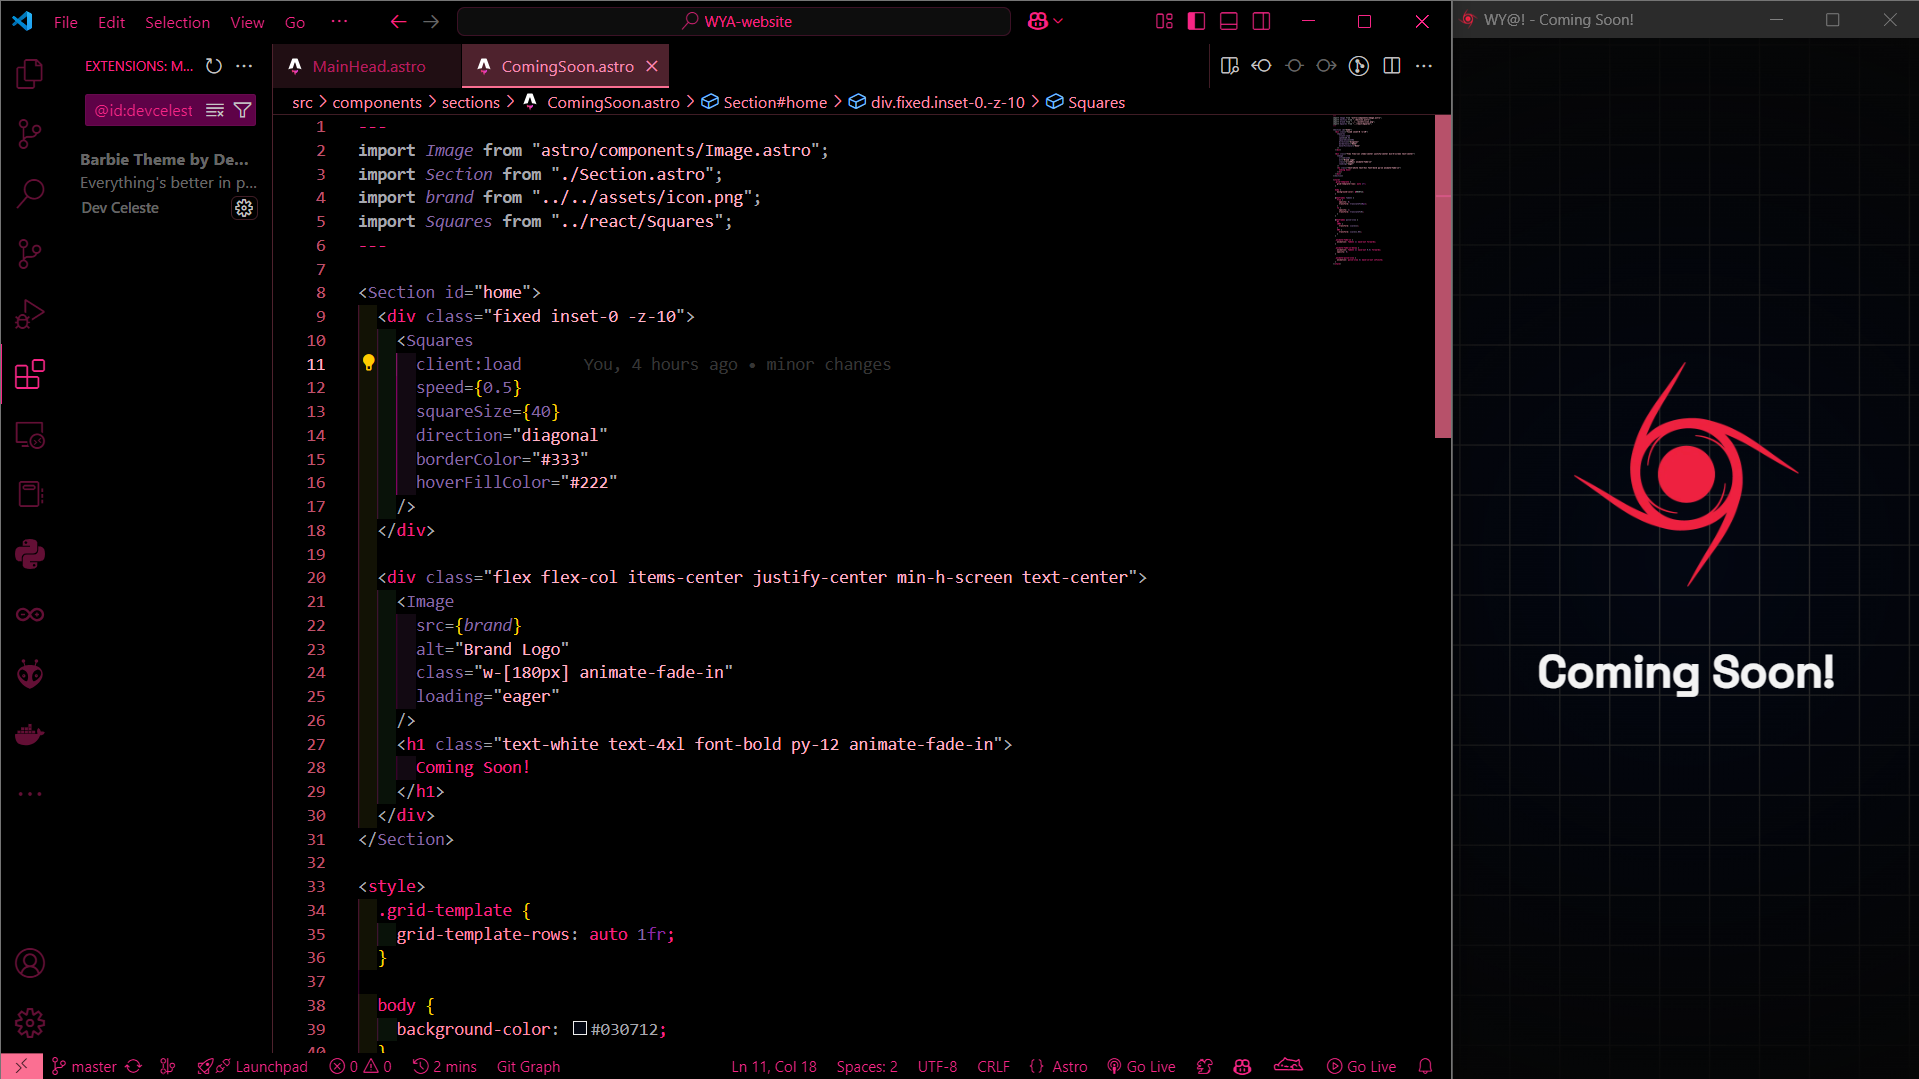 File Edit Selection View Go ··· WYA-website
EXTENSIONS: M... ···
@id:devcelest
Barbie Theme by De...
Everything's better in p...
Dev Celeste
MainHead.astro ComingSoon.astro
src > components > sections > ComingSoon.astro > Section#home > div.fixed.inset-0.-z-10 > Squares
1 ---
2 import Image from "astro/components/Image.astro";
3 import Section from "./Section.astro";
4 import brand from "../../assets/icon.png";
5 import Squares from "../react/Squares";
6 ---
7
8 <Section id="home">
9 <div class="fixed inset-0 -z-10">
10 <Squares
11 client:load You, 4 hours ago • minor changes
12 speed={0.5}
13 squareSize={40}
14 direction="diagonal"
15 borderColor="#333"
16 hoverFillColor="#222"
17 />
18 </div>
19
20 <div class="flex flex-col items-center justify-center min-h-screen text-center">
21 <Image
22 src={brand}
23 alt="Brand Logo"
24 class="w-[180px] animate-fade-in"
25 loading="eager"
26 />
27 <h1 class="text-white text-4xl font-bold py-12 animate-fade-in">
28 Coming Soon!
29 </h1>
30 </div>
31 </Section>
32
33 <style>
34 .grid-template {
35 grid-template-rows: auto 1fr;
36 }
37
38 body {
39 background-color: #030712;
40 }
master Launchpad 0 0 2 mins Git Graph Ln 11, Col 18 Spaces: 2 UTF-8 CRLF {} Astro Go Live Go Live
WY@! - Coming Soon!
Coming Soon!